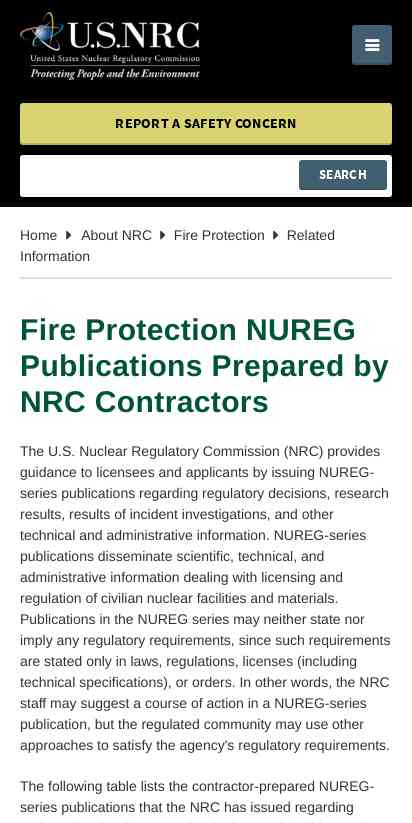 U.S.NRC
United States Nuclear Regulatory Commission
Protecting People and the Environment
REPORT A SAFETY CONCERN
SEARCH
Home About NRC Fire Protection Related
Information
Fire Protection NUREG
Publications Prepared by
NRC Contractors
The U.S. Nuclear Regulatory Commission (NRC) provides
guidance to licensees and applicants by issuing NUREG-
series publications regarding regulatory decisions, research
results, results of incident investigations, and other
technical and administrative information. NUREG-series
publications disseminate scientific, technical, and
administrative information dealing with licensing and
regulation of civilian nuclear facilities and materials.
Publications in the NUREG series may neither state nor
imply any regulatory requirements, since such requirements
are stated only in laws, regulations, licenses (including
technical specifications), or orders. In other words, the NRC
staff may suggest a course of action in a NUREG-series
publication, but the regulated community may use other
approaches to satisfy the agency's regulatory requirements.
The following table lists the contractor-prepared NUREG-
series publications that the NRC has issued regarding